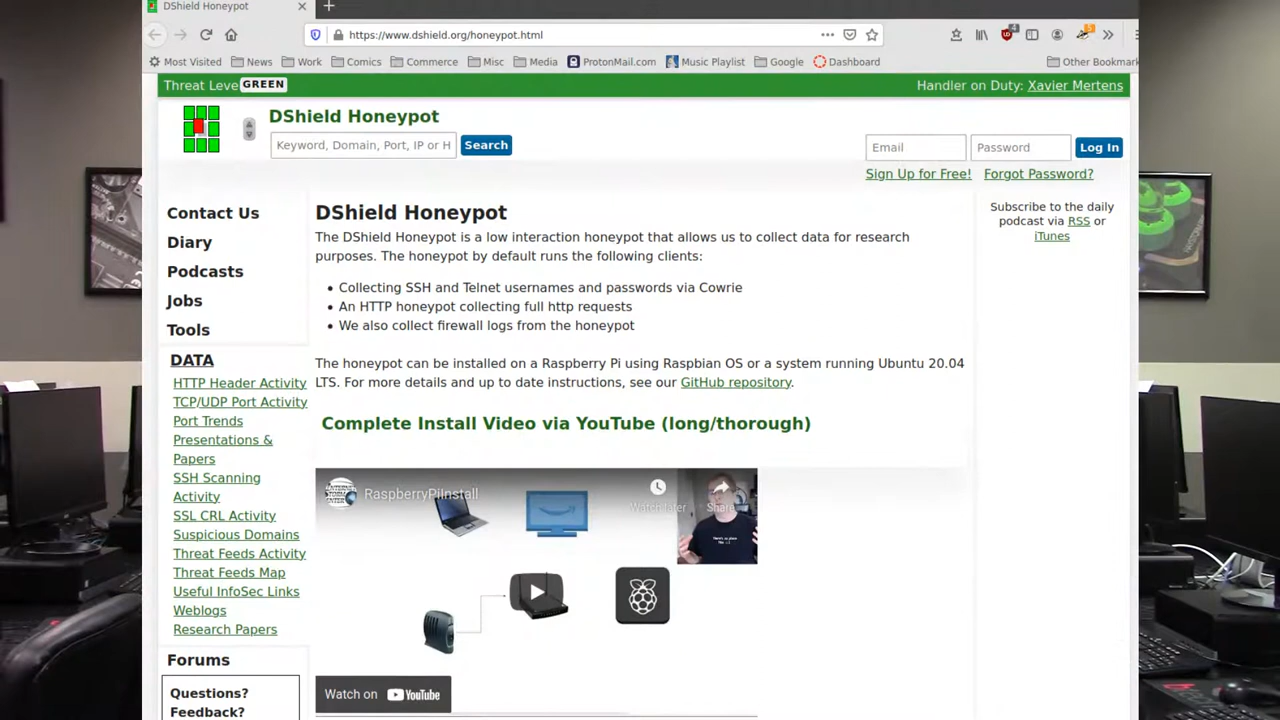 DShield Honeypot
https://www.dshield.org/honeypot.html
Most Visited News Work Comics Commerce Misc Media ProtonMail.com Music Playlist Google Dashboard Other Bookmark
Threat Leve GREEN
Handler on Duty: Xavier Mertens
DShield Honeypot
Keyword, Domain, Port, IP or H Search
Email Password Log In
Sign Up for Free! Forgot Password?
Contact Us
Diary
Podcasts
Jobs
Tools
DATA
HTTP Header Activity
TCP/UDP Port Activity
Port Trends
Presentations &
Papers
SSH Scanning
Activity
SSL CRL Activity
Suspicious Domains
Threat Feeds Activity
Threat Feeds Map
Useful InfoSec Links
Weblogs
Research Papers
Forums
Questions?
Feedback?
DShield Honeypot
The DShield Honeypot is a low interaction honeypot that allows us to collect data for research
purposes. The honeypot by default runs the following clients:
• Collecting SSH and Telnet usernames and passwords via Cowrie
• An HTTP honeypot collecting full http requests
• We also collect firewall logs from the honeypot
The honeypot can be installed on a Raspberry Pi using Raspbian OS or a system running Ubuntu 20.04
LTS. For more details and up to date instructions, see our GitHub repository.
Complete Install Video via YouTube (long/thorough)
RaspberryPiInstall
Watch later Share
Watch on YouTube
Subscribe to the daily
podcast via RSS or
iTunes